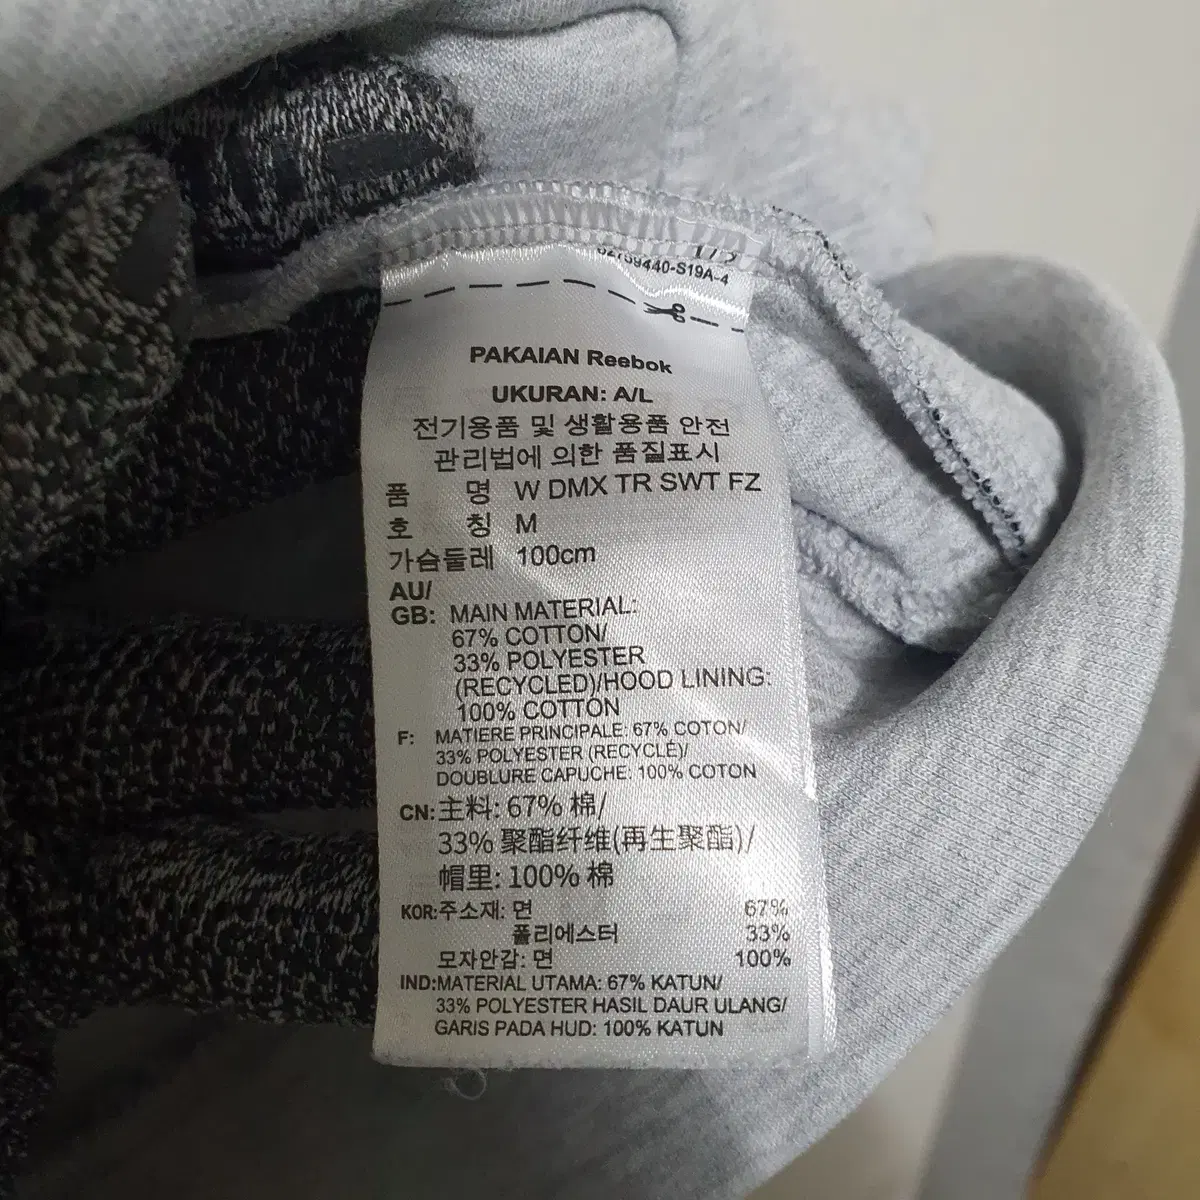 1/2
62769440-S19A-4
PAKAIAN Reebok
UKURAN: A/L
전기용품 및 생활용품 안전
관리법에 의한 품질표시
품 명 W DMX TR SWT FZ
호 칭 M
가슴둘레 100cm
AU/
GB: MAIN MATERIAL:
67% COTTON/
33% POLYESTER
(RECYCLED)/HOOD LINING:
100% COTTON
F: MATIERE PRINCIPALE: 67% COTON/
33% POLYESTER (RECYCLÉ)/
DOUBLURE CAPUCHE: 100% COTON
CN: 主料: 67% 棉/
33% 聚酯纤维(再生聚酯)/
帽里: 100% 棉
KOR: 주소재: 면 67%
폴리에스터 33%
모자안감: 면 100%
IND: MATERIAL UTAMA: 67% KATUN/
33% POLYESTER HASIL DAUR ULANG/
GARIS PADA HUD: 100% KATUN